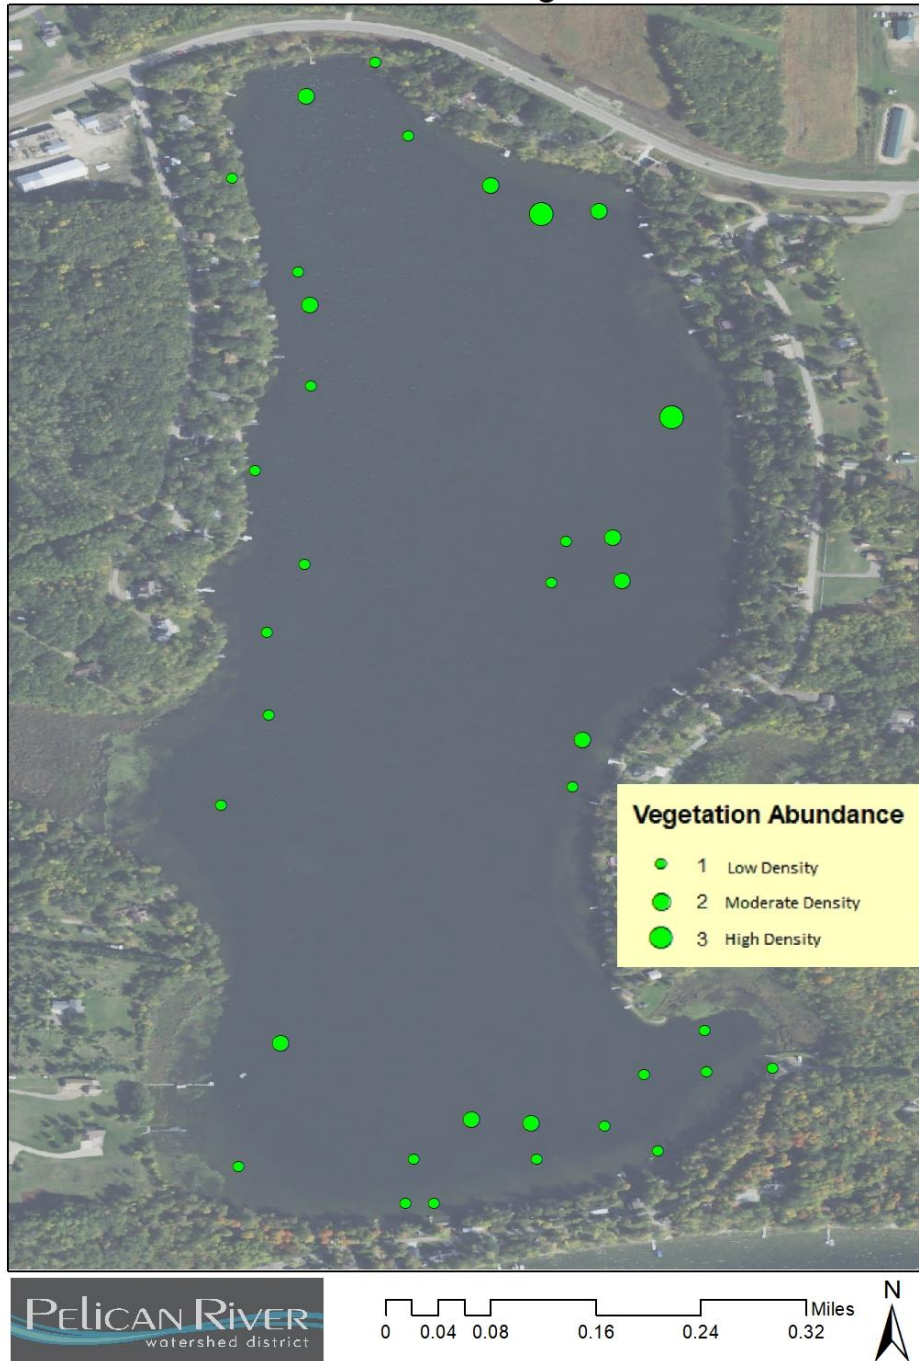 Vegetation Abundance
1 Low Density
2 Moderate Density
3 High Density
PELICAN RIVER
watershed district
Miles
0 0.04 0.08 0.16 0.24 0.32
N